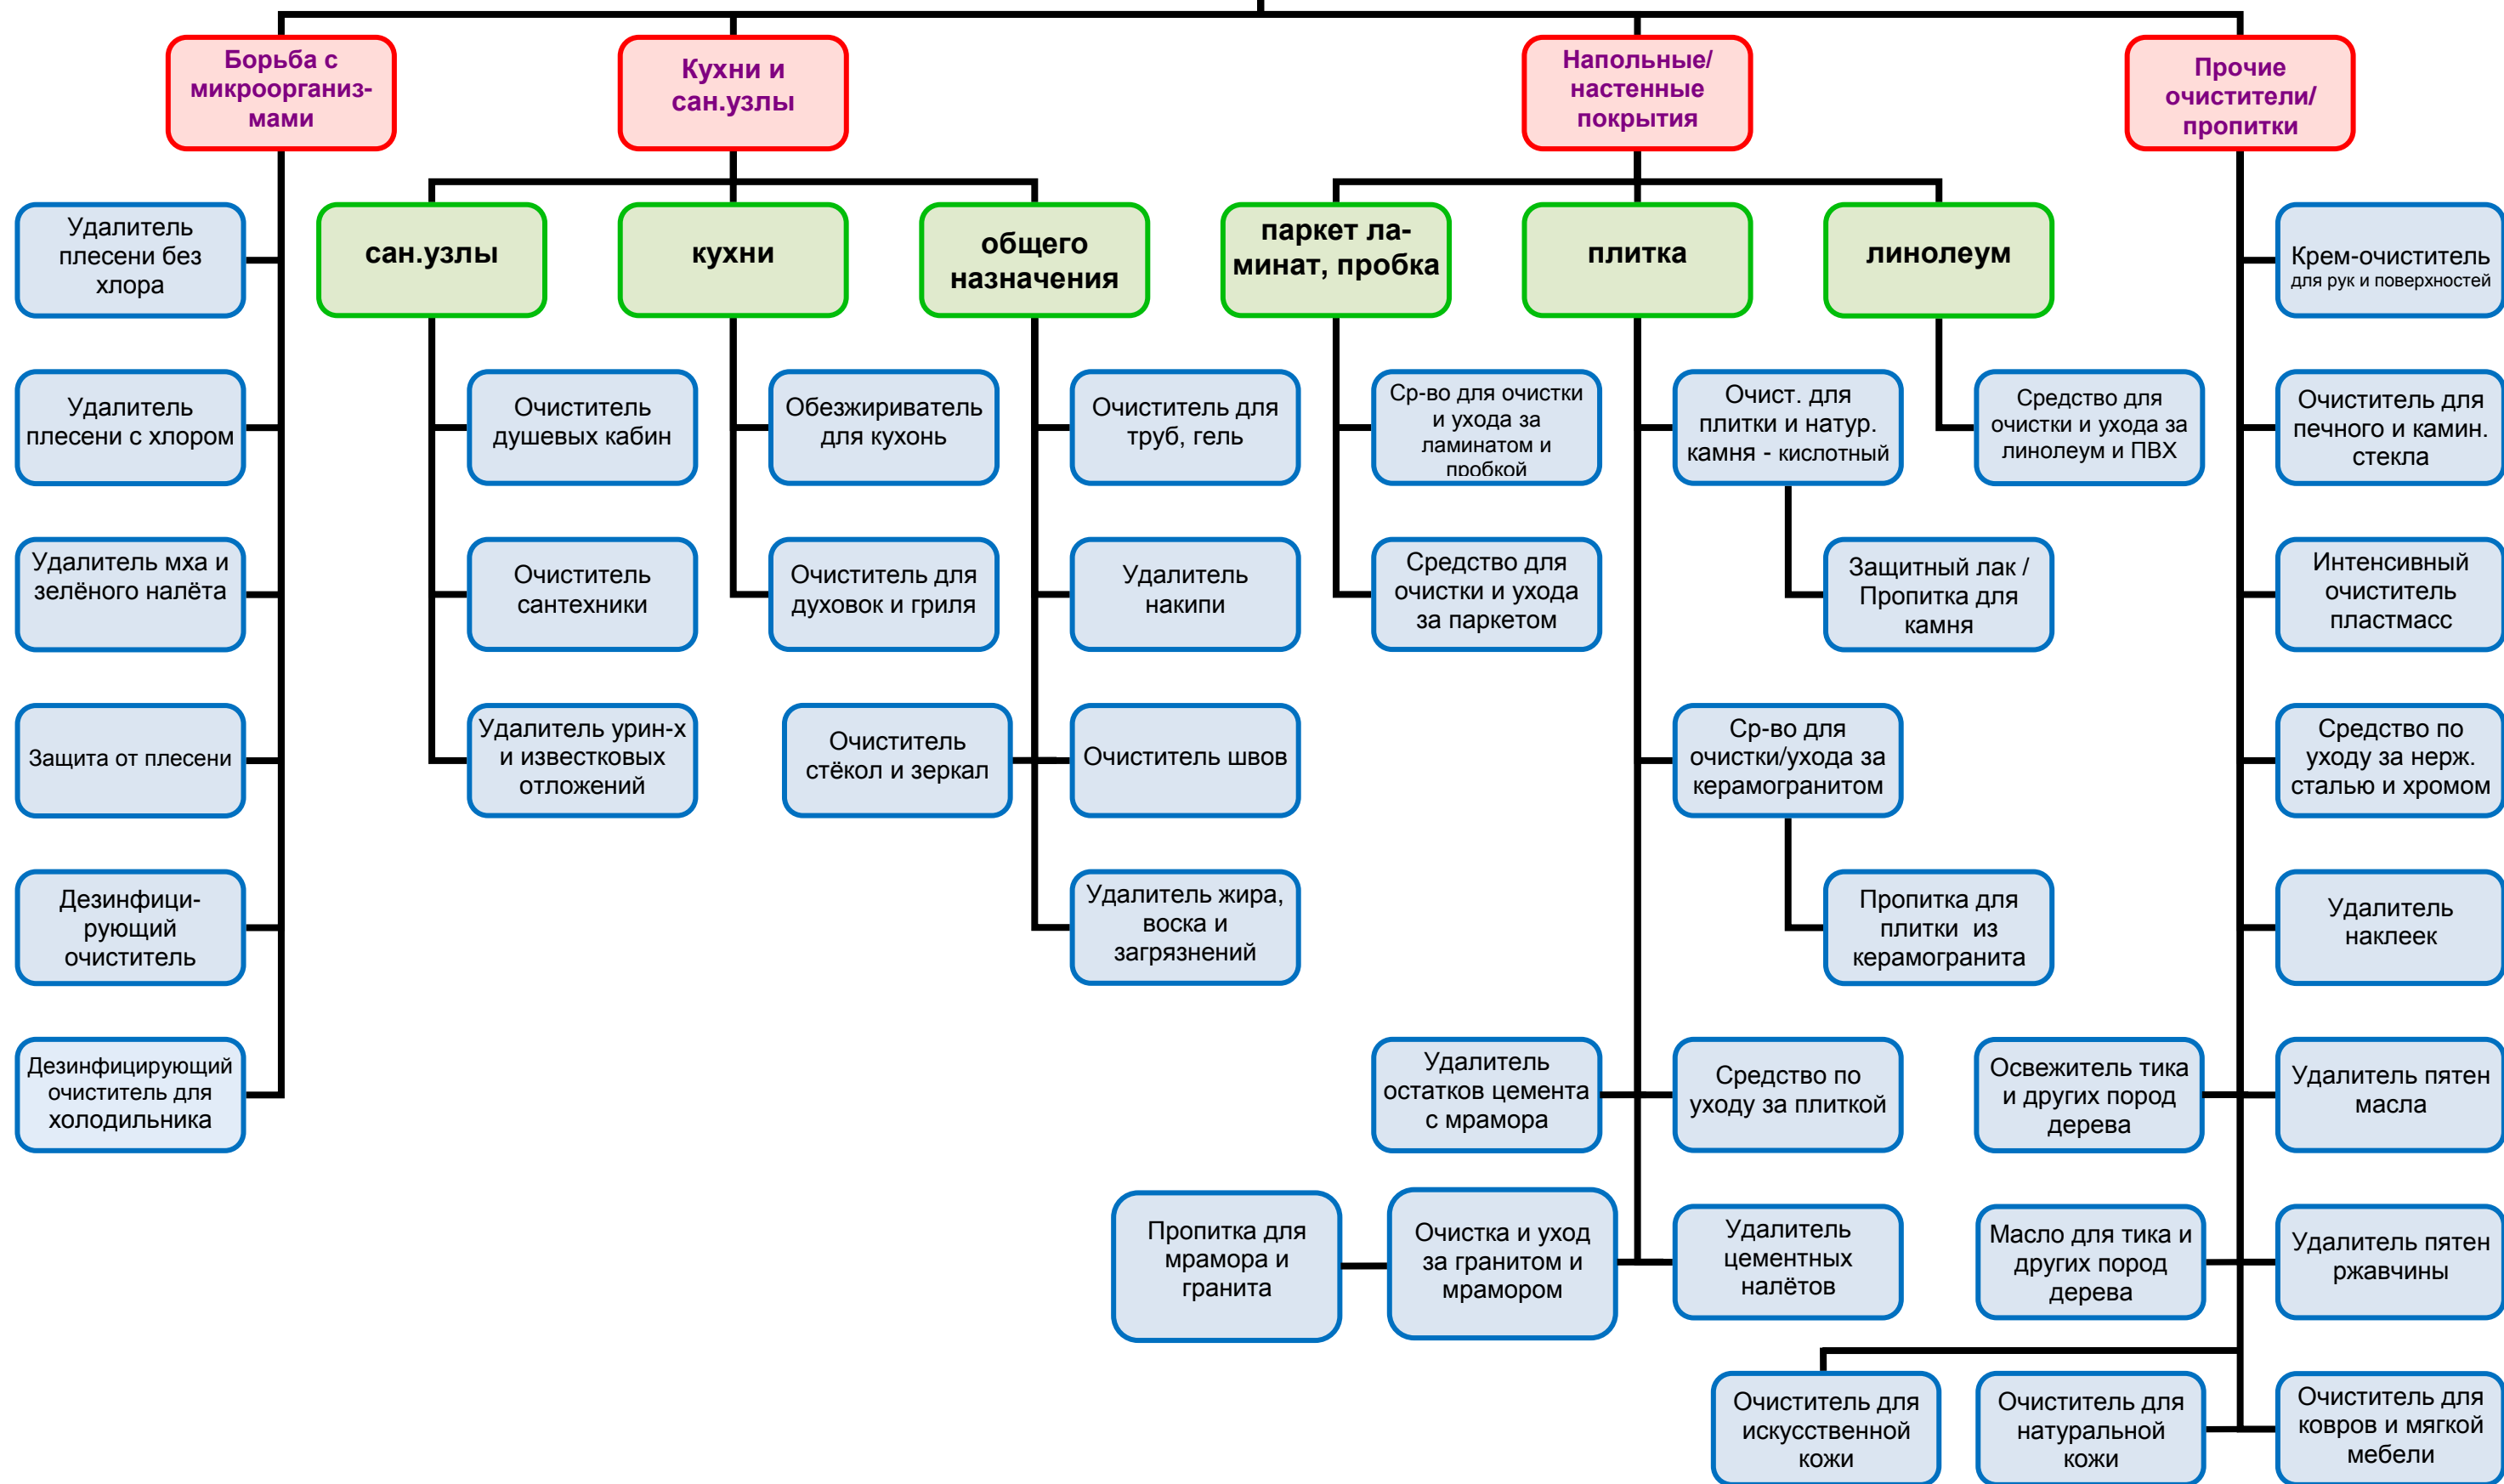 Борьба с
микроорганиз-
мами
Кухни и
сан.узлы
Напольные/
настенные
покрытия
Прочие
очистители/
пропитки
Удалитель
плесени без
хлора
Удалитель
плесени с хлором
Удалитель мха и
зелёного налёта
Защита от плесени
Дезинфици-
рующий
очиститель
Дезинфицирующий
очиститель для
холодильника
сан.узлы
Очиститель
душевых кабин
Очиститель
сантехники
Удалитель урин-х
и известковых
отложений
кухни
Обезжириватель
для кухонь
Очиститель для
духовок и гриля
общего
назначения
Очиститель для
труб, гель
Удалитель
накипи
Очиститель
стёкол и зеркал
Очиститель швов
Удалитель жира,
воска и
загрязнений
паркет ла-
минат, пробка
Ср-во для очистки
и ухода за
ламинатом и
пробкой
Средство для
очистки и ухода
за паркетом
плитка
Очист. для
плитки и натур.
камня - кислотный
Защитный лак /
Пропитка для
камня
Ср-во для
очистки/ухода за
керамогранитом
Пропитка для
плитки из
керамогранита
Удалитель
остатков цемента
с мрамора
Средство по
уходу за плиткой
Пропитка для
мрамора и
гранита
Очистка и уход
за гранитом и
мрамором
Удалитель
цементных
налётов
линолеум
Средство для
очистки и ухода за
линолеум и ПВХ
Крем-очиститель
для рук и поверхностей
Очиститель для
печного и камин.
стекла
Интенсивный
очиститель
пластмасс
Средство по
уходу за нерж.
сталью и хромом
Удалитель
наклеек
Освежитель тика
и других пород
дерева
Удалитель пятен
масла
Масло для тика и
других пород
дерева
Удалитель пятен
ржавчины
Очиститель для
искусственной
кожи
Очиститель для
натуральной
кожи
Очиститель для
ковров и мягкой
мебели